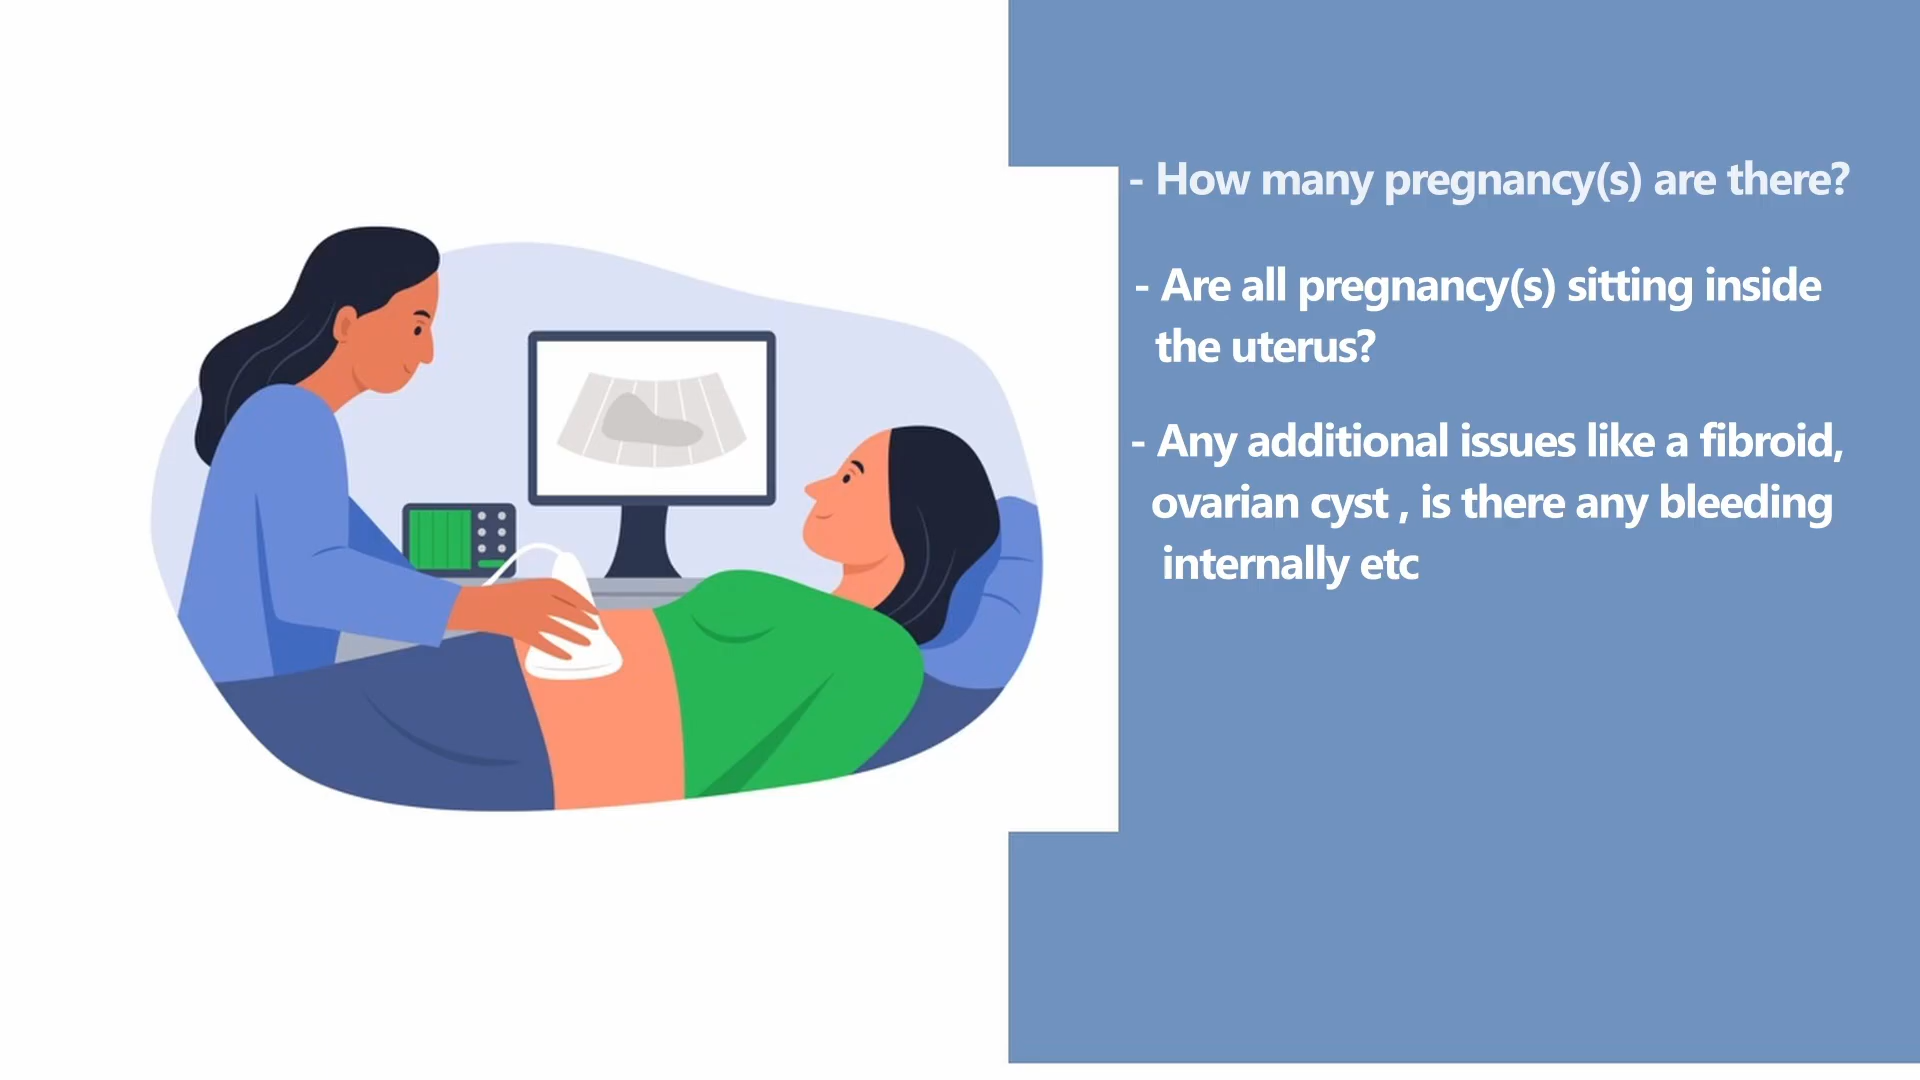 - How many pregnancy(s) are there?
- Are all pregnancy(s) sitting inside
the uterus?
- Any additional issues like a fibroid,
ovarian cyst , is there any bleeding
internally etc